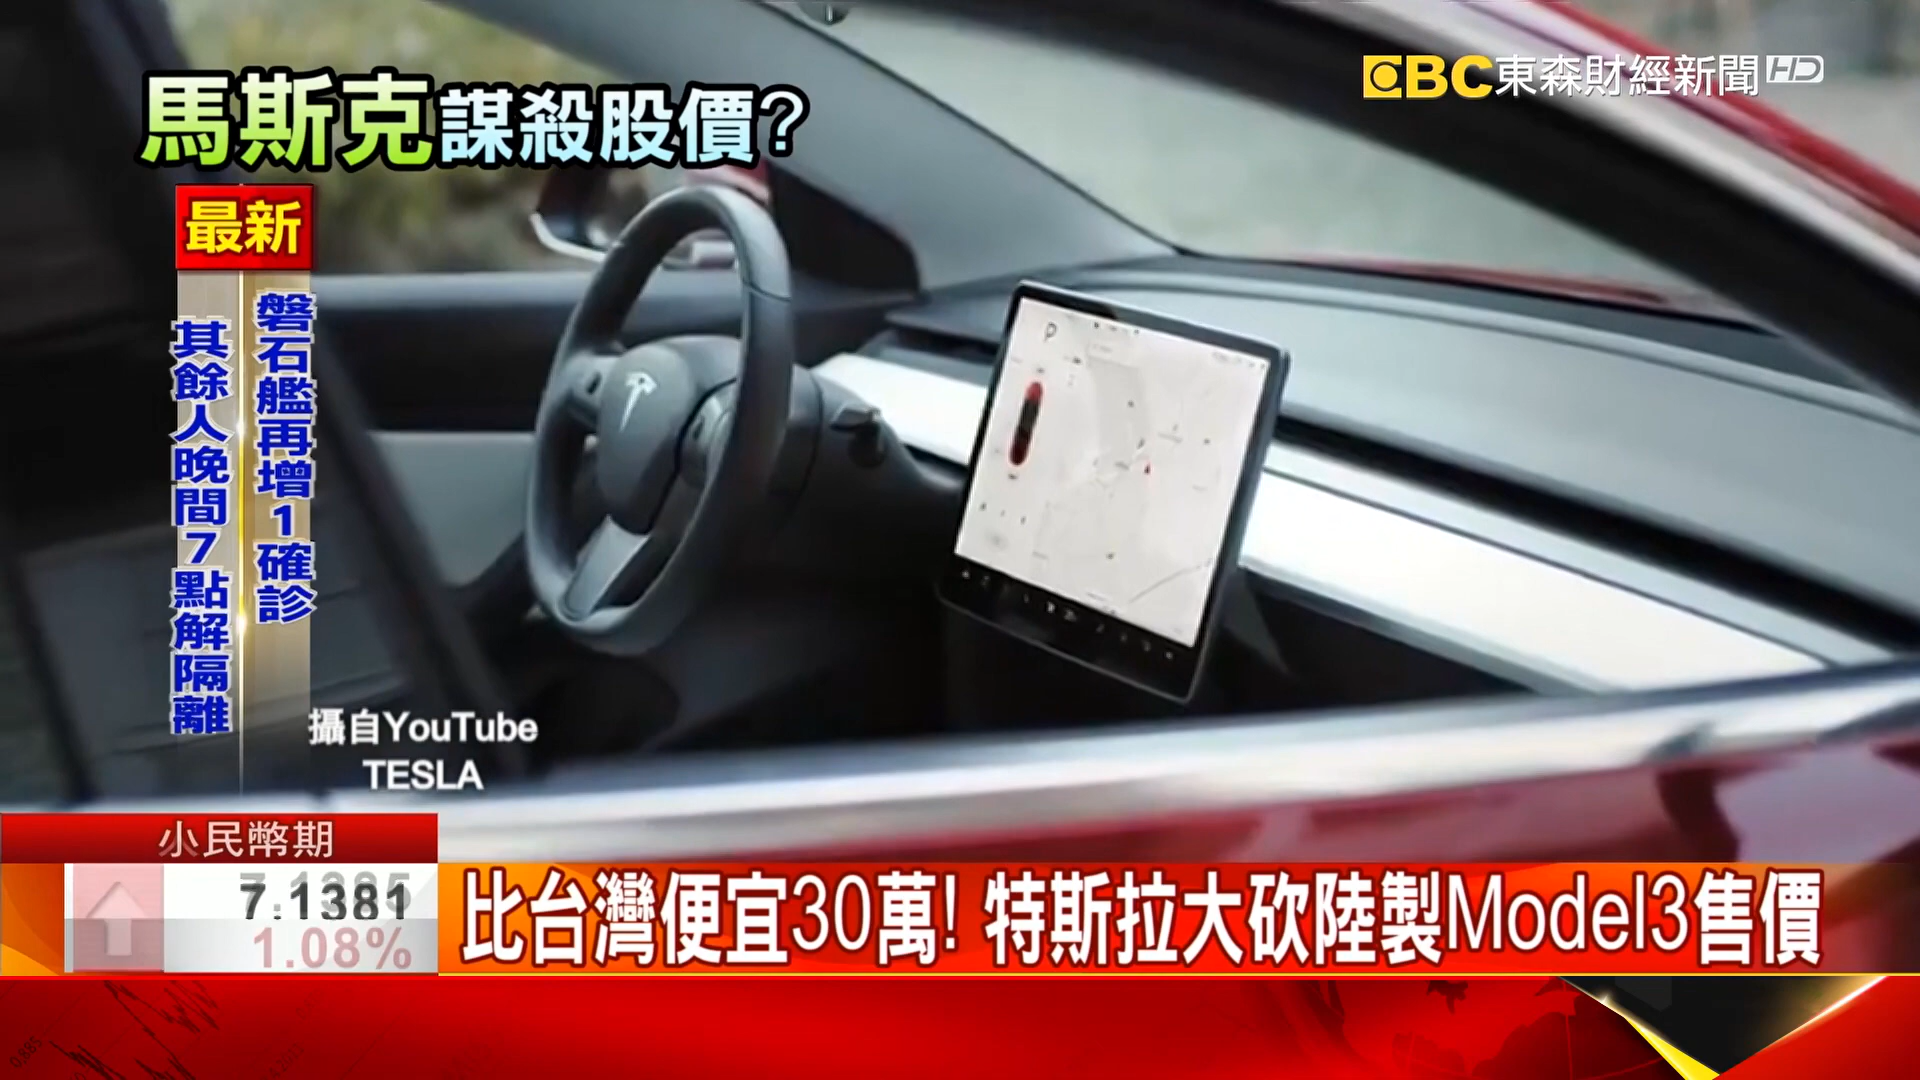 馬斯克謀殺股價?
EBC東森財經新聞HD
最新
磐石艦再增1確診
其餘人晚間7點解隔離
攝自YouTube
TESLA
小民幣期
7.1381
1.08%
比台灣便宜30萬! 特斯拉大砍陸製Model3售價